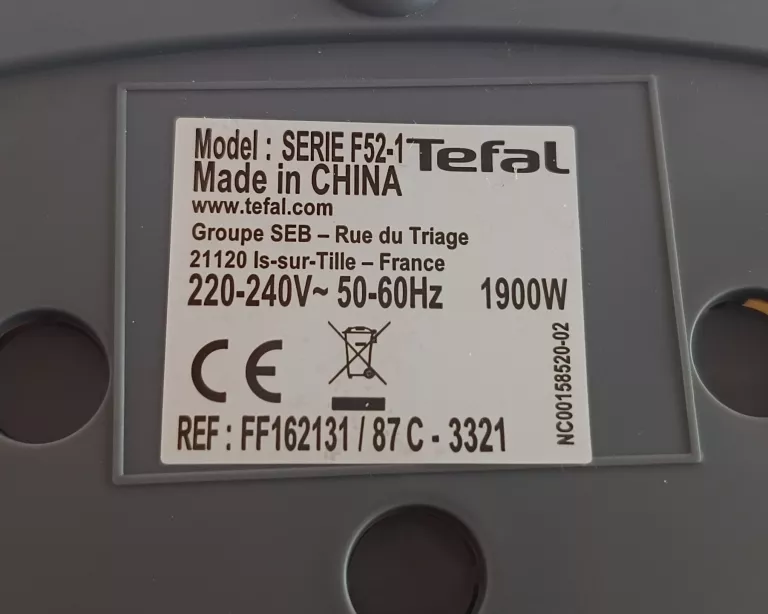 Model : SERIE F52-1 Tefal
Made in CHINA
www.tefal.com
Groupe SEB – Rue du Triage
21120 Is-sur-Tille – France
220-240V~ 50-60Hz 1900W
CE
NC00158520-02
REF : FF162131 / 87 C - 3321